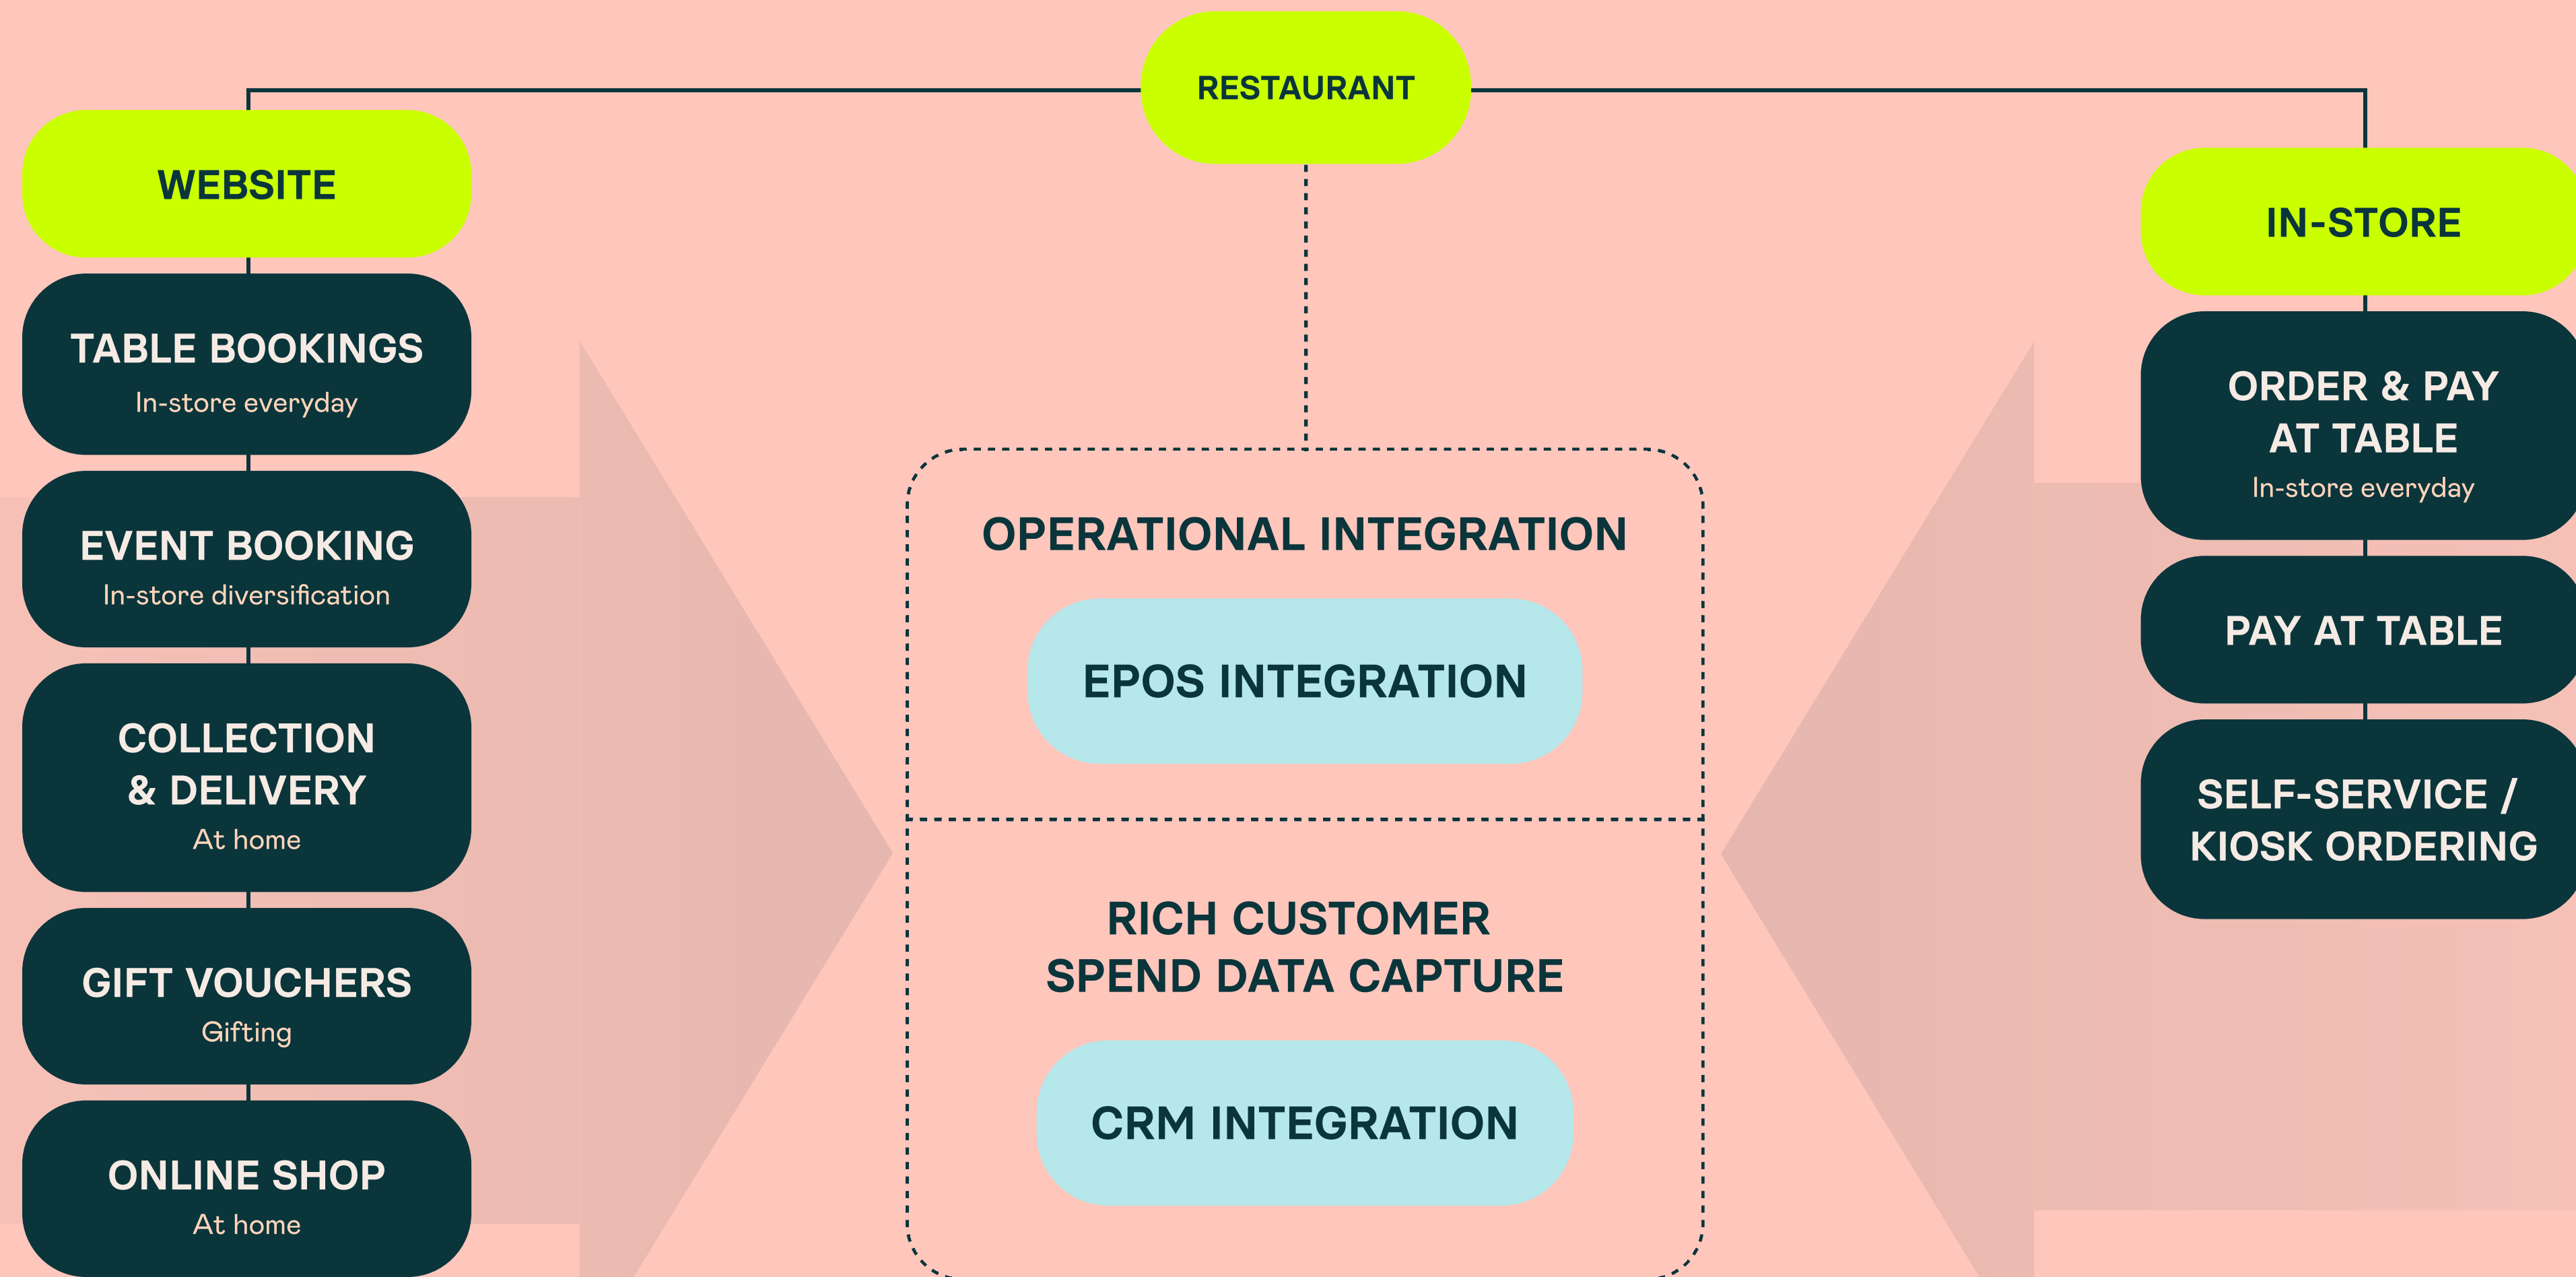 RESTAURANT
WEBSITE
TABLE BOOKINGS
In-store everyday
EVENT BOOKING
In-store diversification
COLLECTION
& DELIVERY
At home
GIFT VOUCHERS
Gifting
ONLINE SHOP
At home
OPERATIONAL INTEGRATION
EPOS INTEGRATION
RICH CUSTOMER
SPEND DATA CAPTURE
CRM INTEGRATION
IN-STORE
ORDER & PAY
AT TABLE
In-store everyday
PAY AT TABLE
SELF-SERVICE /
KIOSK ORDERING